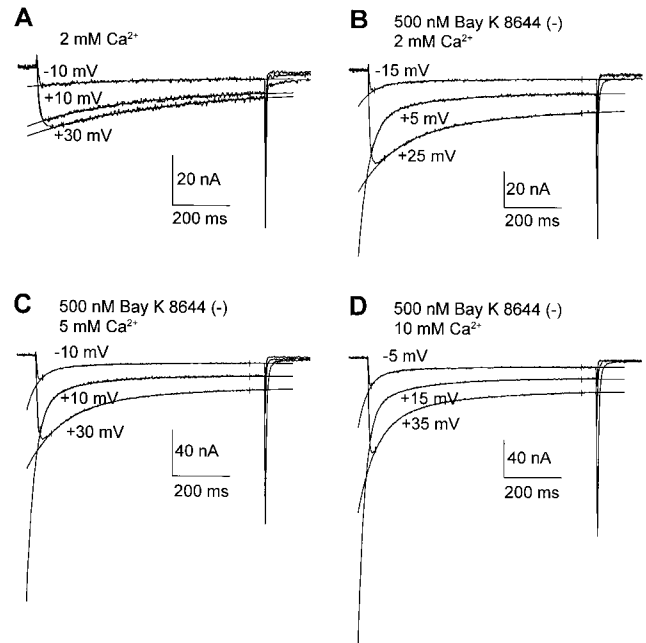 A
2 mM Ca²⁺
-10 mV
+10 mV
+30 mV
20 nA
200 ms
B
500 nM Bay K 8644 (-)
2 mM Ca²⁺
-15 mV
+5 mV
+25 mV
20 nA
200 ms
C
500 nM Bay K 8644 (-)
5 mM Ca²⁺
-10 mV
+10 mV
+30 mV
40 nA
200 ms
D
500 nM Bay K 8644 (-)
10 mM Ca²⁺
-5 mV
+15 mV
+35 mV
40 nA
200 ms